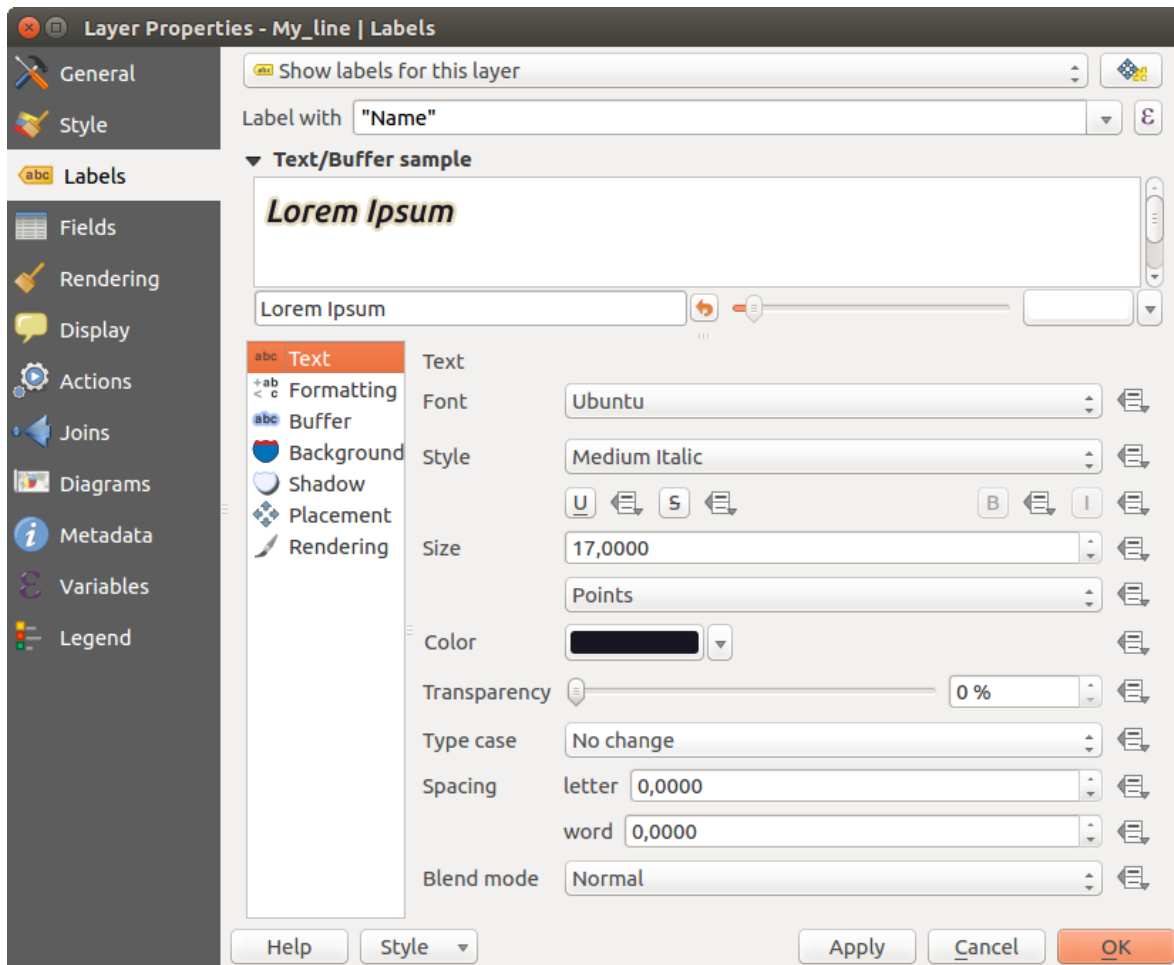 Layer Properties - My_line | Labels
General
Style
Labels
Fields
Rendering
Display
Actions
Joins
Diagrams
Metadata
Variables
Legend
Show labels for this layer
Label with "Name"
Text/Buffer sample
Lorem Ipsum
Lorem Ipsum
Text
Formatting
Buffer
Background
Shadow
Placement
Rendering
Text
Font Ubuntu
Style Medium Italic
U S B I
Size 17,0000
Points
Color
Transparency 0 %
Type case No change
Spacing letter 0,0000
word 0,0000
Blend mode Normal
Help Style Apply Cancel OK